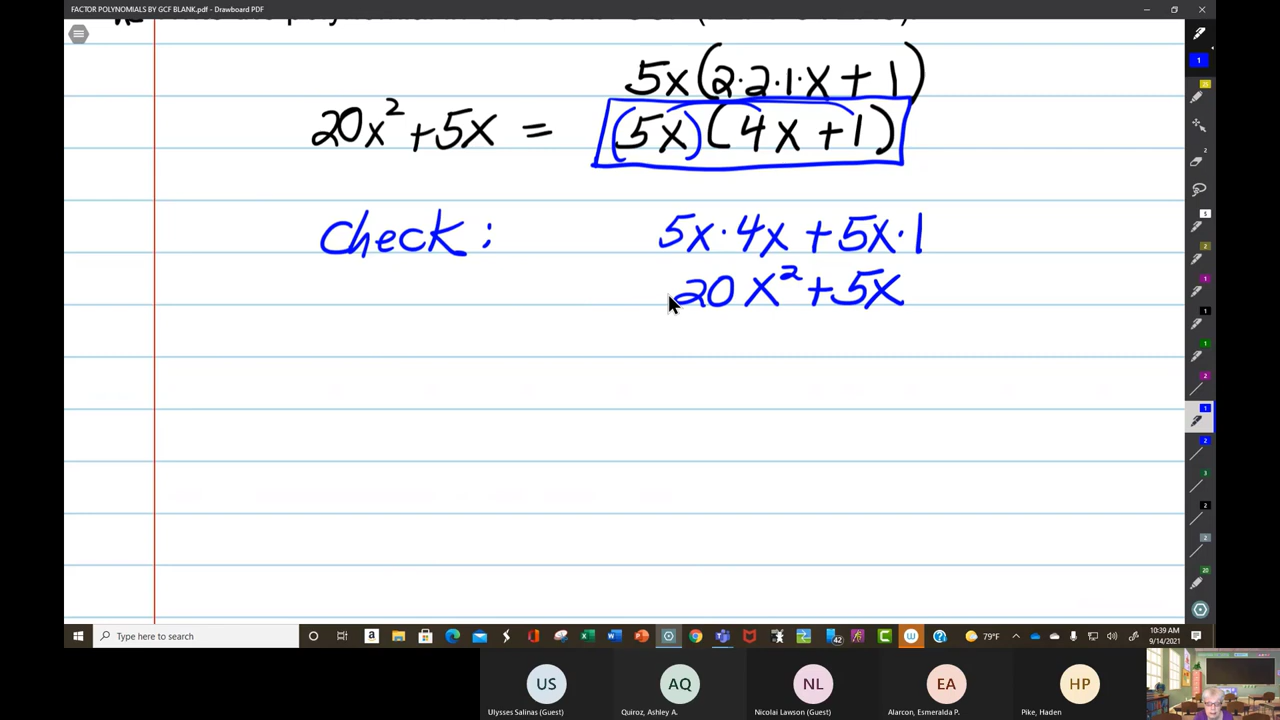 FACTOR POLYNOMIALS BY GCF BLANK.pdf - Drawboard PDF
5x(2·2·1·x + 1)
20x² + 5x = (5x)(4x + 1)
Check: 5x·4x + 5x·1
20x² + 5x
Type here to search
79°F
10:39 AM
9/14/2021
US AQ NL EA HP
Ulysses Salinas (Guest) Quiroz, Ashley A. Nicolai Lawson (Guest) Alarcon, Esmeralda P. Pike, Haden